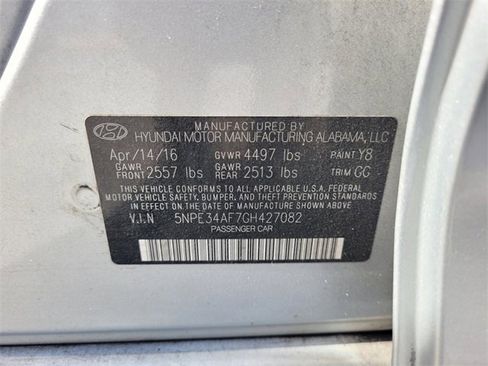 MANUFACTURED BY
HYUNDAI MOTOR MANUFACTURING ALABAMA, LLC
Apr/14/16 GVWR 4497 lbs PAINT Y8
GAWR FRONT 2557 lbs GAWR REAR 2513 lbs TRIM GC
THIS VEHICLE CONFORMS TO ALL APPLICABLE U.S.A. FEDERAL
MOTOR VEHICLE SAFETY, BUMPER, AND THEFT PREVENTION
STANDARDS IN EFFECT ON THE DATE OF MANUFACTURE SHOWN ABOVE.
V.I.N 5NPE34AF7GH427082
PASSENGER CAR